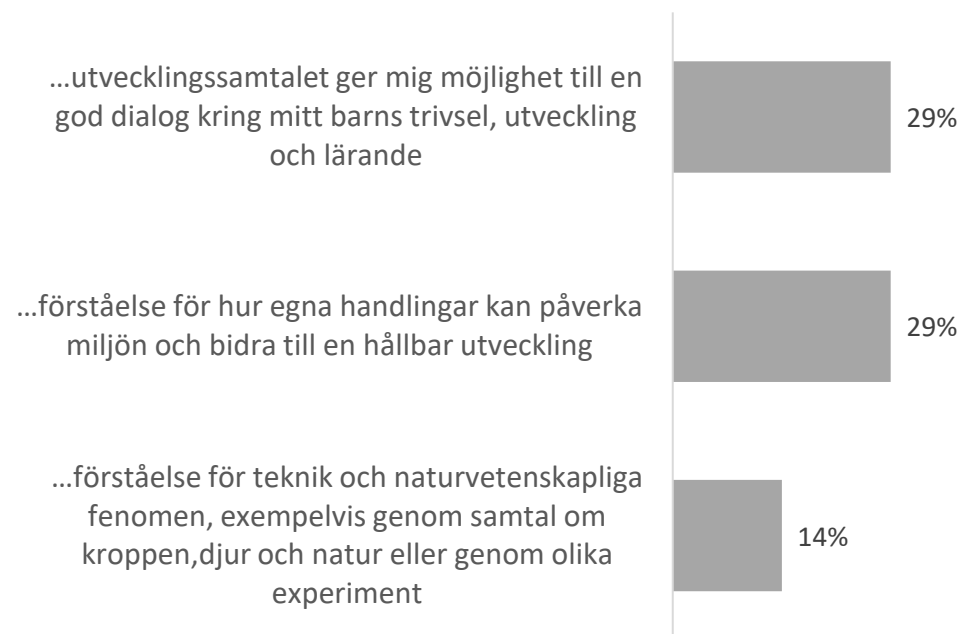 ...utvecklingssamtalet ger mig möjlighet till en
god dialog kring mitt barns trivsel, utveckling
och lärande
29%
...förståelse för hur egna handlingar kan påverka
miljön och bidra till en hållbar utveckling
29%
...förståelse för teknik och naturvetenskapliga
fenomen, exempelvis genom samtal om
kroppen,djur och natur eller genom olika
experiment
14%